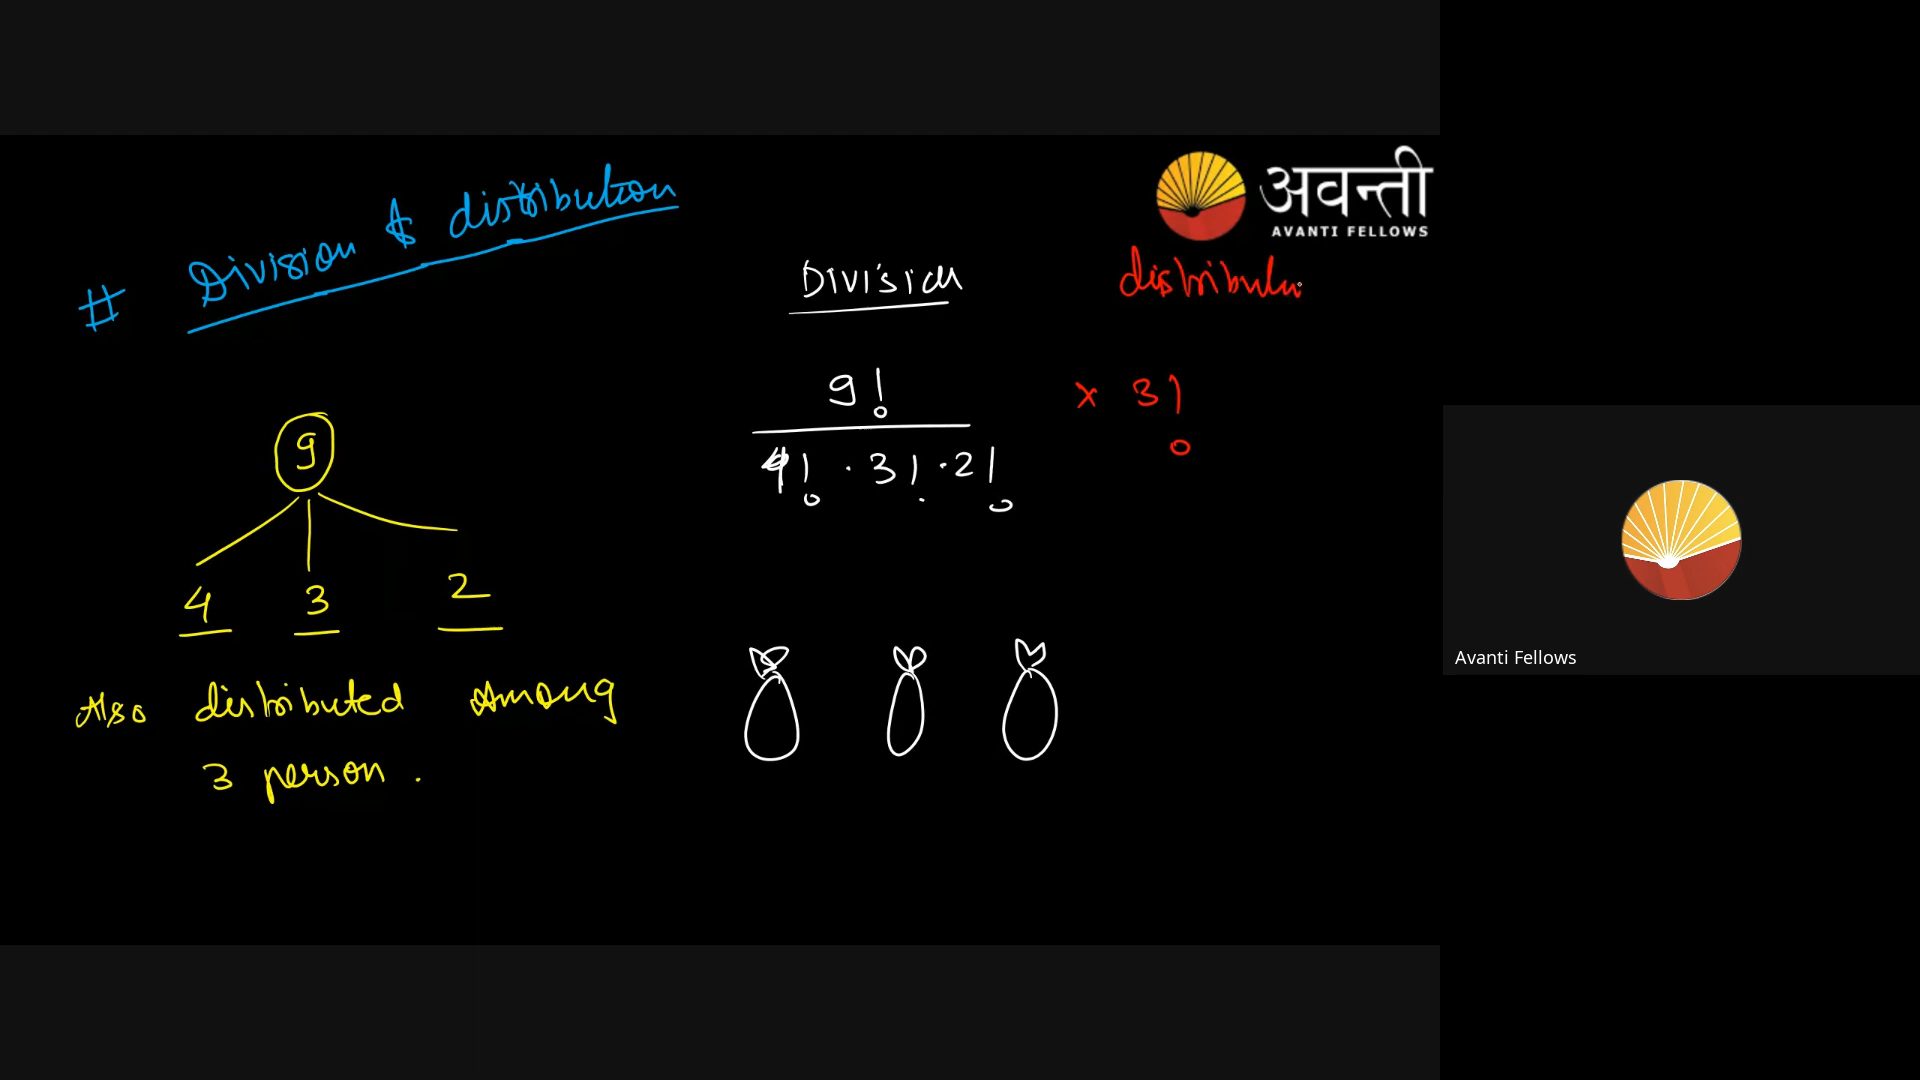 # Division & distribution
अवन्ती
AVANTI FELLOWS
Division
distributi
9!
4! · 3! · 2!
× 3!
9
4 3 2
Also distributed Among
3 person.
Avanti Fellows